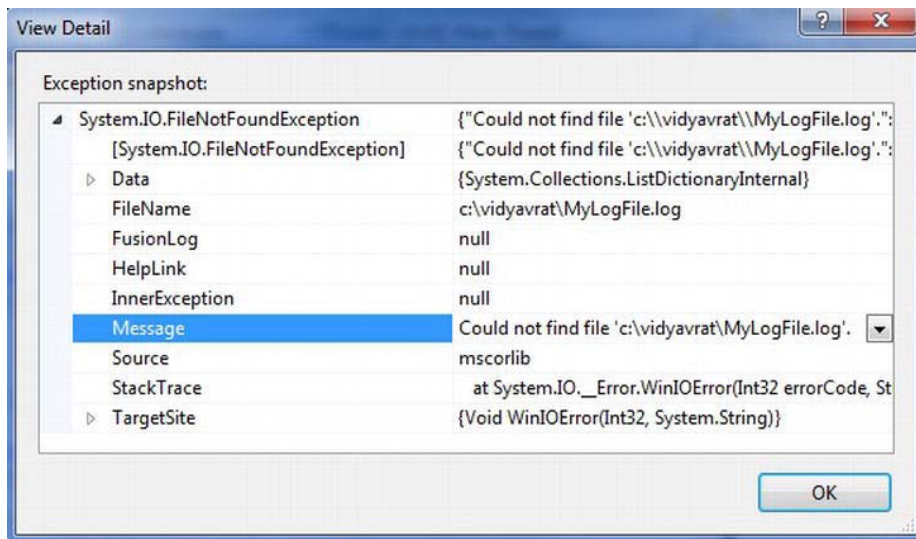 View Detail
?
X
Exception snapshot:
System.IO.FileNotFoundException {"Could not find file 'c:\\vidyavrat\\MyLogFile.log'.":
[System.IO.FileNotFoundException] {"Could not find file 'c:\\vidyavrat\\MyLogFile.log'.":
Data {System.Collections.ListDictionaryInternal}
FileName c:\vidyavrat\MyLogFile.log
FusionLog null
HelpLink null
InnerException null
Message Could not find file 'c:\vidyavrat\MyLogFile.log'.
Source mscorlib
StackTrace at System.IO.__Error.WinIOError(Int32 errorCode, St
TargetSite {Void WinIOError(Int32, System.String)}
OK